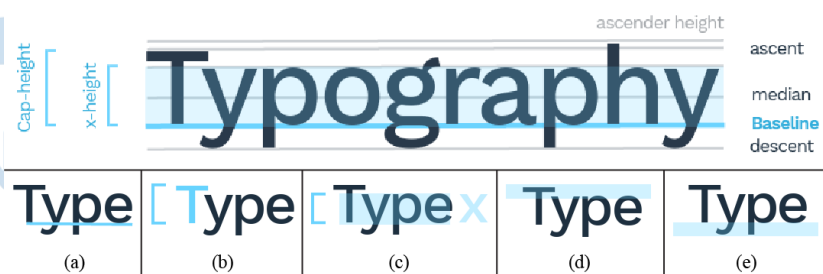 ascender height
Cap-height
x-height
Typography
ascent
median
Baseline
descent
Type
Type
Type x
Type
Type
(a)
(b)
(c)
(d)
(e)